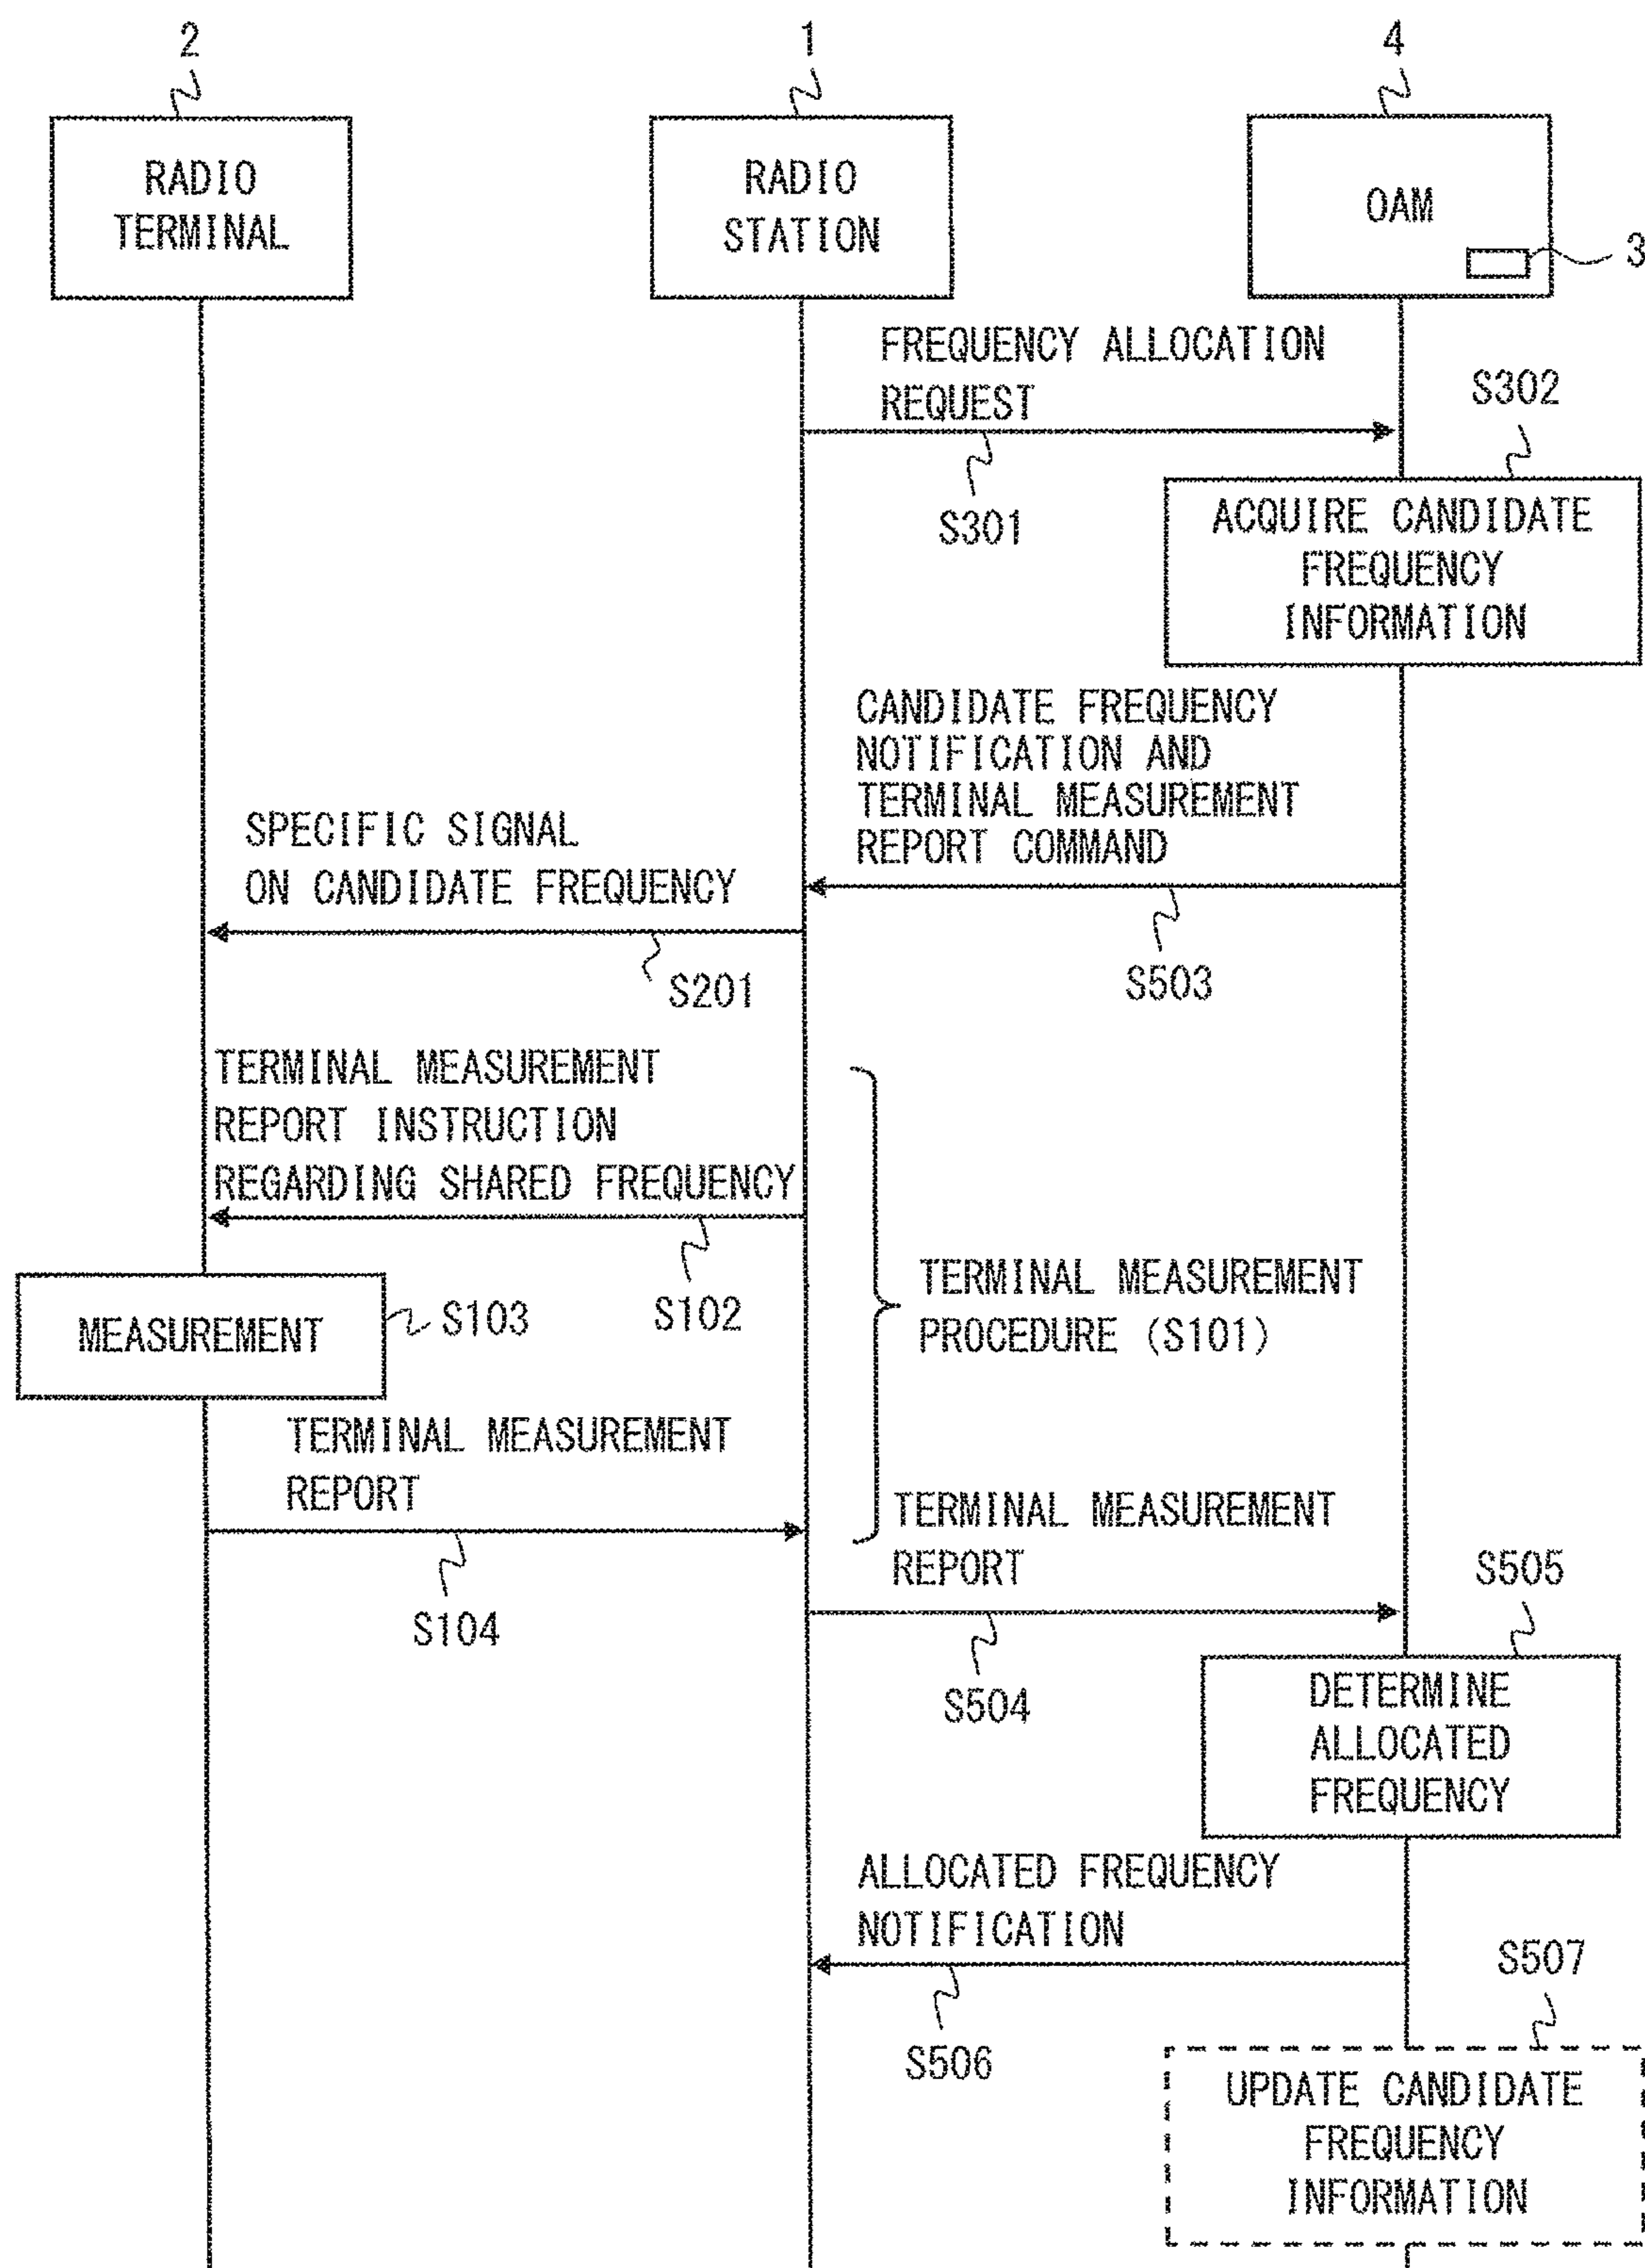 2
1
4
RADIO
TERMINAL
RADIO
STATION
OAM
3
FREQUENCY ALLOCATION
REQUEST
S301
S302
ACQUIRE CANDIDATE
FREQUENCY
INFORMATION
CANDIDATE FREQUENCY
NOTIFICATION AND
TERMINAL MEASUREMENT
REPORT COMMAND
S503
SPECIFIC SIGNAL
ON CANDIDATE FREQUENCY
S201
TERMINAL MEASUREMENT
REPORT INSTRUCTION
REGARDING SHARED FREQUENCY
S102
MEASUREMENT
S103
TERMINAL MEASUREMENT
PROCEDURE (S101)
TERMINAL MEASUREMENT
REPORT
S104
TERMINAL MEASUREMENT
REPORT
S504
S505
DETERMINE
ALLOCATED
FREQUENCY
ALLOCATED FREQUENCY
NOTIFICATION
S506
S507
UPDATE CANDIDATE
FREQUENCY
INFORMATION